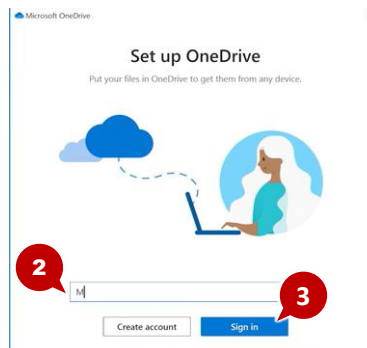 Microsoft OneDrive
Set up OneDrive
Put your files in OneDrive to get them from any device.
2
M
3
Create account
Sign in